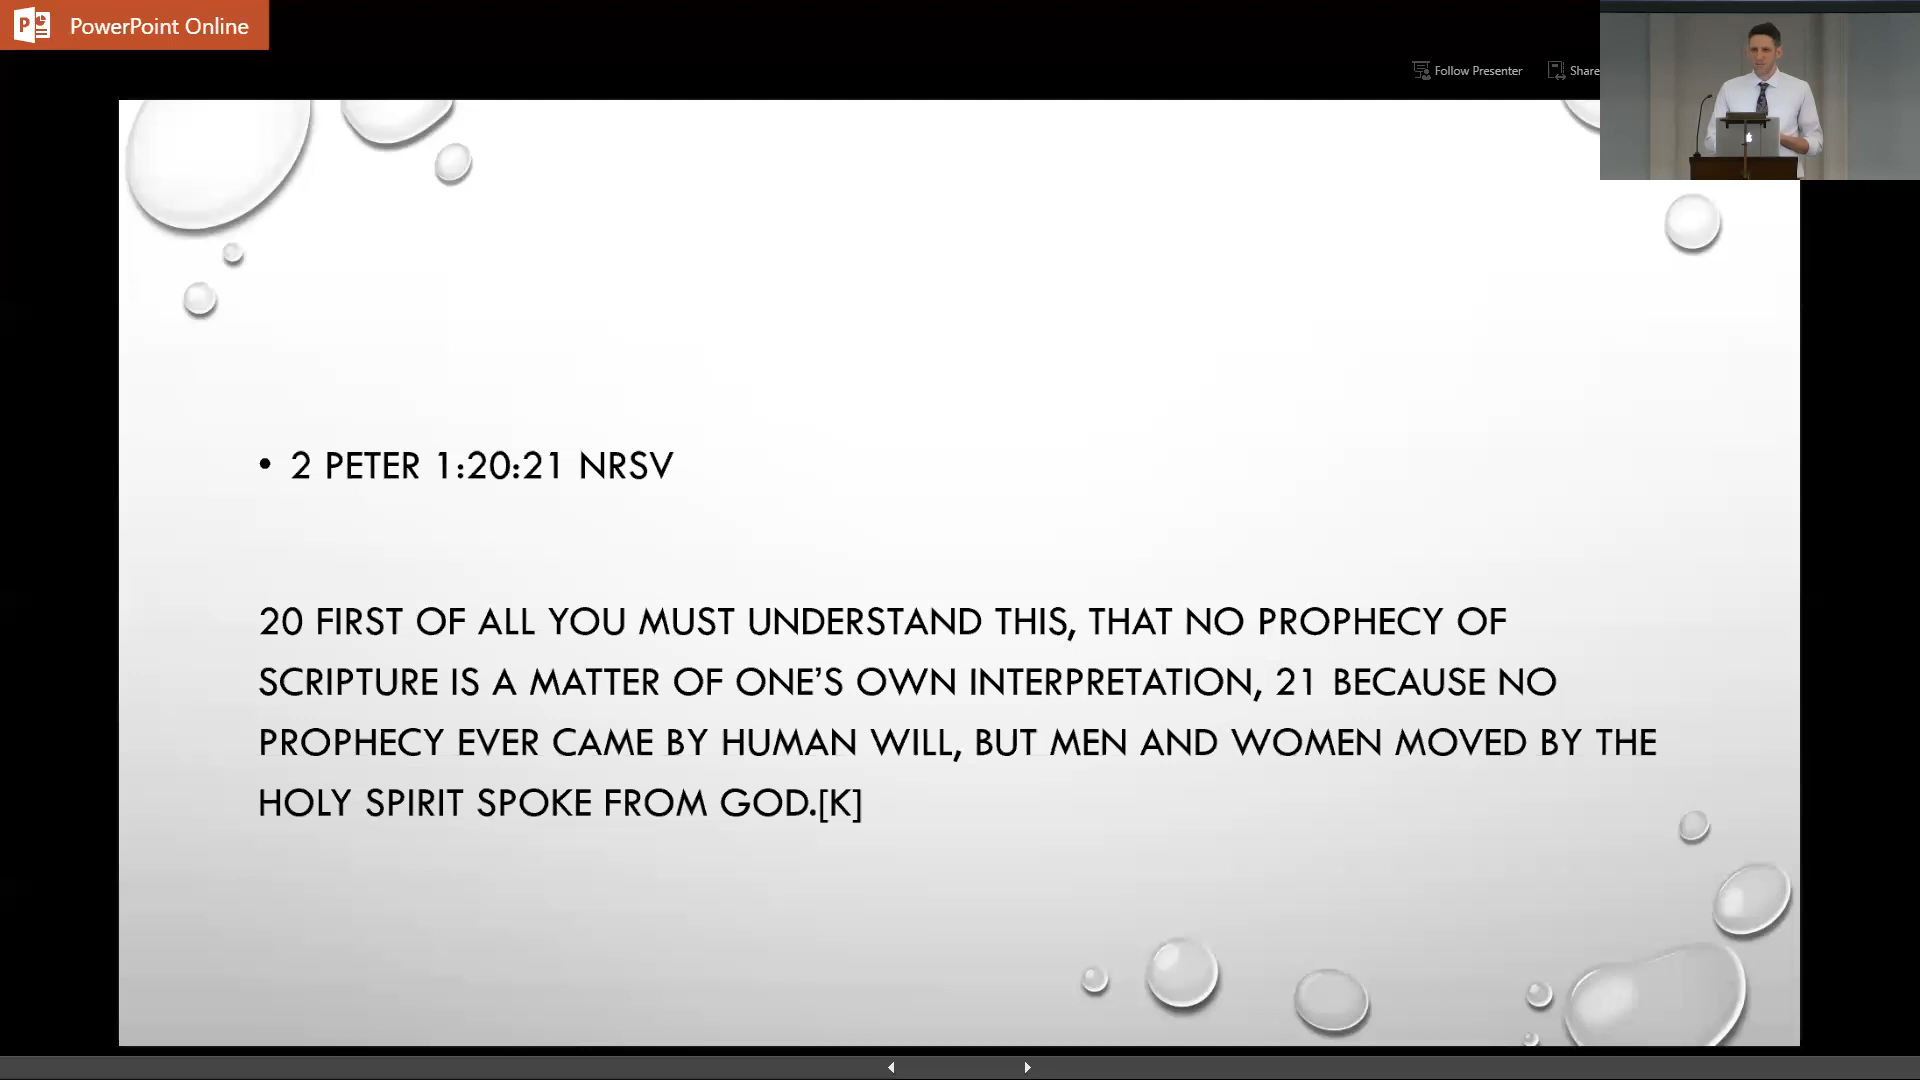 PowerPoint Online
Follow Presenter
Share
• 2 PETER 1:20:21 NRSV
20 FIRST OF ALL YOU MUST UNDERSTAND THIS, THAT NO PROPHECY OF
SCRIPTURE IS A MATTER OF ONE’S OWN INTERPRETATION, 21 BECAUSE NO
PROPHECY EVER CAME BY HUMAN WILL, BUT MEN AND WOMEN MOVED BY THE
HOLY SPIRIT SPOKE FROM GOD.[K]